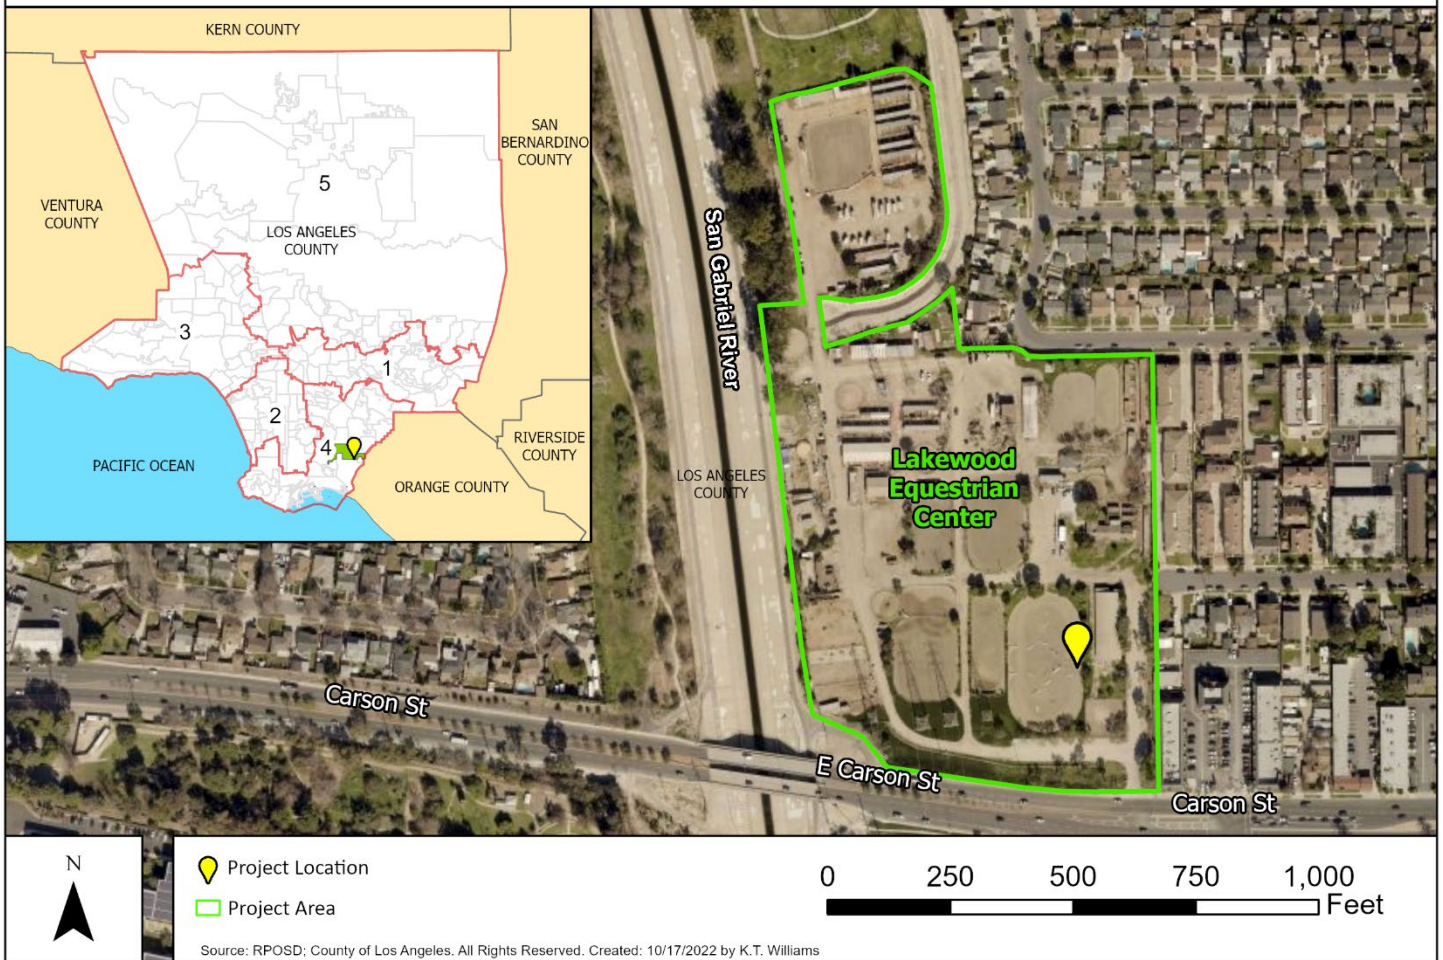 KERN COUNTY
SAN
BERNARDINO
COUNTY
5
VENTURA
COUNTY
LOS ANGELES
COUNTY
3
1
2
4
RIVERSIDE
COUNTY
PACIFIC OCEAN
ORANGE COUNTY
San Gabriel River
LOS ANGELES
COUNTY
Lakewood
Equestrian
Center
Carson St
E Carson St
Carson St
N
Project Location
Project Area
0 250 500 750 1,000
Feet
Source: RPOSD; County of Los Angeles. All Rights Reserved. Created: 10/17/2022 by K.T. Williams